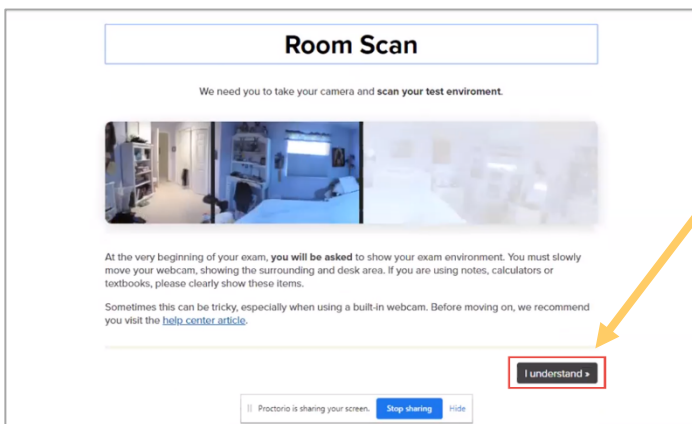 Room Scan
We need you to take your camera and scan your test enviroment.
At the very beginning of your exam, you will be asked to show your exam environment. You must slowly
move your webcam, showing the surrounding and desk area. If you are using notes, calculators or
textbooks, please clearly show these items.
Sometimes this can be tricky, especially when using a built-in webcam. Before moving on, we recommend
you visit the help center article.
I understand »
Proctorio is sharing your screen. Stop sharing Hide